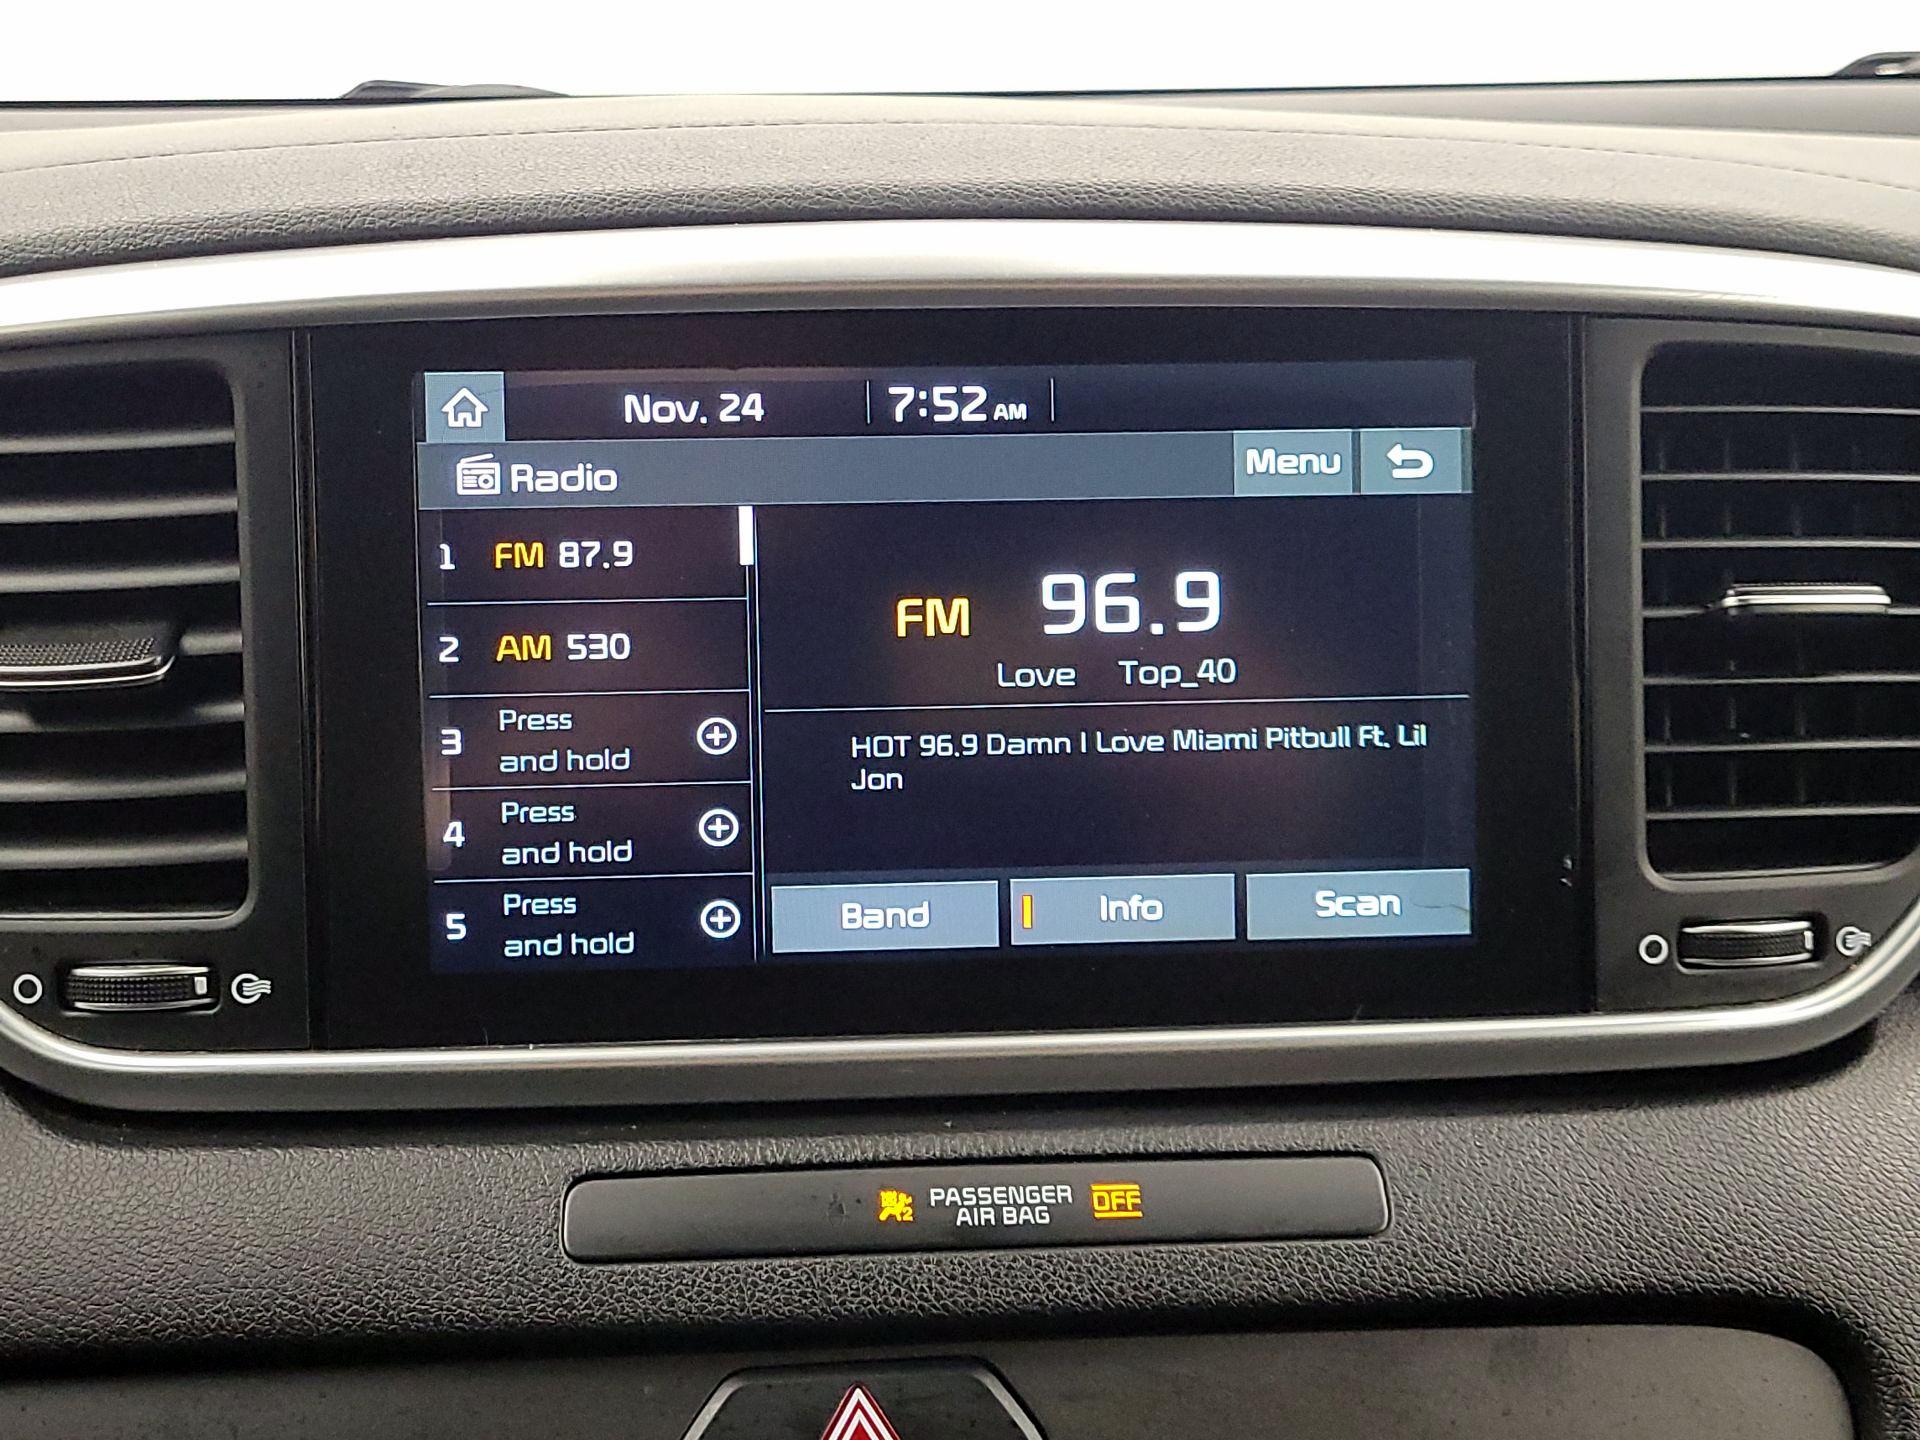 Nov. 24 7:52 AM
Radio Menu
1 FM 87.9
2 AM 530
3 Press
and hold
4 Press
and hold
5 Press
and hold
FM 96.9
Love Top_40
HOT 96.9 Damn I Love Miami Pitbull Ft. Lil
Jon
Band Info Scan
2 PASSENGER OFF
AIR BAG